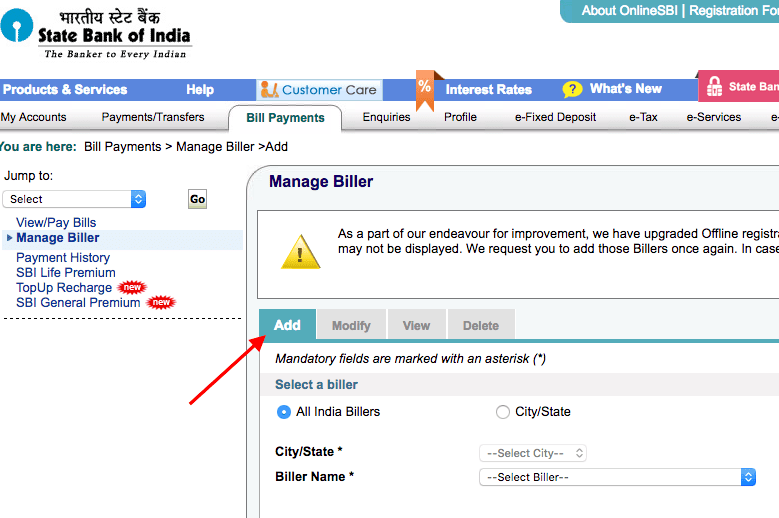 भारतीय स्टेट बैंक
State Bank of India
The Banker to Every Indian
About OnlineSBI | Registration For
Products & Services Help Customer Care % Interest Rates ? What's New State Ban
My Accounts Payments/Transfers Bill Payments Enquiries Profile e-Fixed Deposit e-Tax e-Services e-
You are here: Bill Payments > Manage Biller >Add
Jump to:
Select Go
View/Pay Bills
Manage Biller
Payment History
SBI Life Premium
TopUp Recharge new
SBI General Premium new
Manage Biller
As a part of our endeavour for improvement, we have upgraded Offline registra
may not be displayed. We request you to add those Billers once again. In case
Add Modify View Delete
Mandatory fields are marked with an asterisk (*)
Select a biller
All India Billers City/State
City/State * --Select City--
Biller Name * --Select Biller--